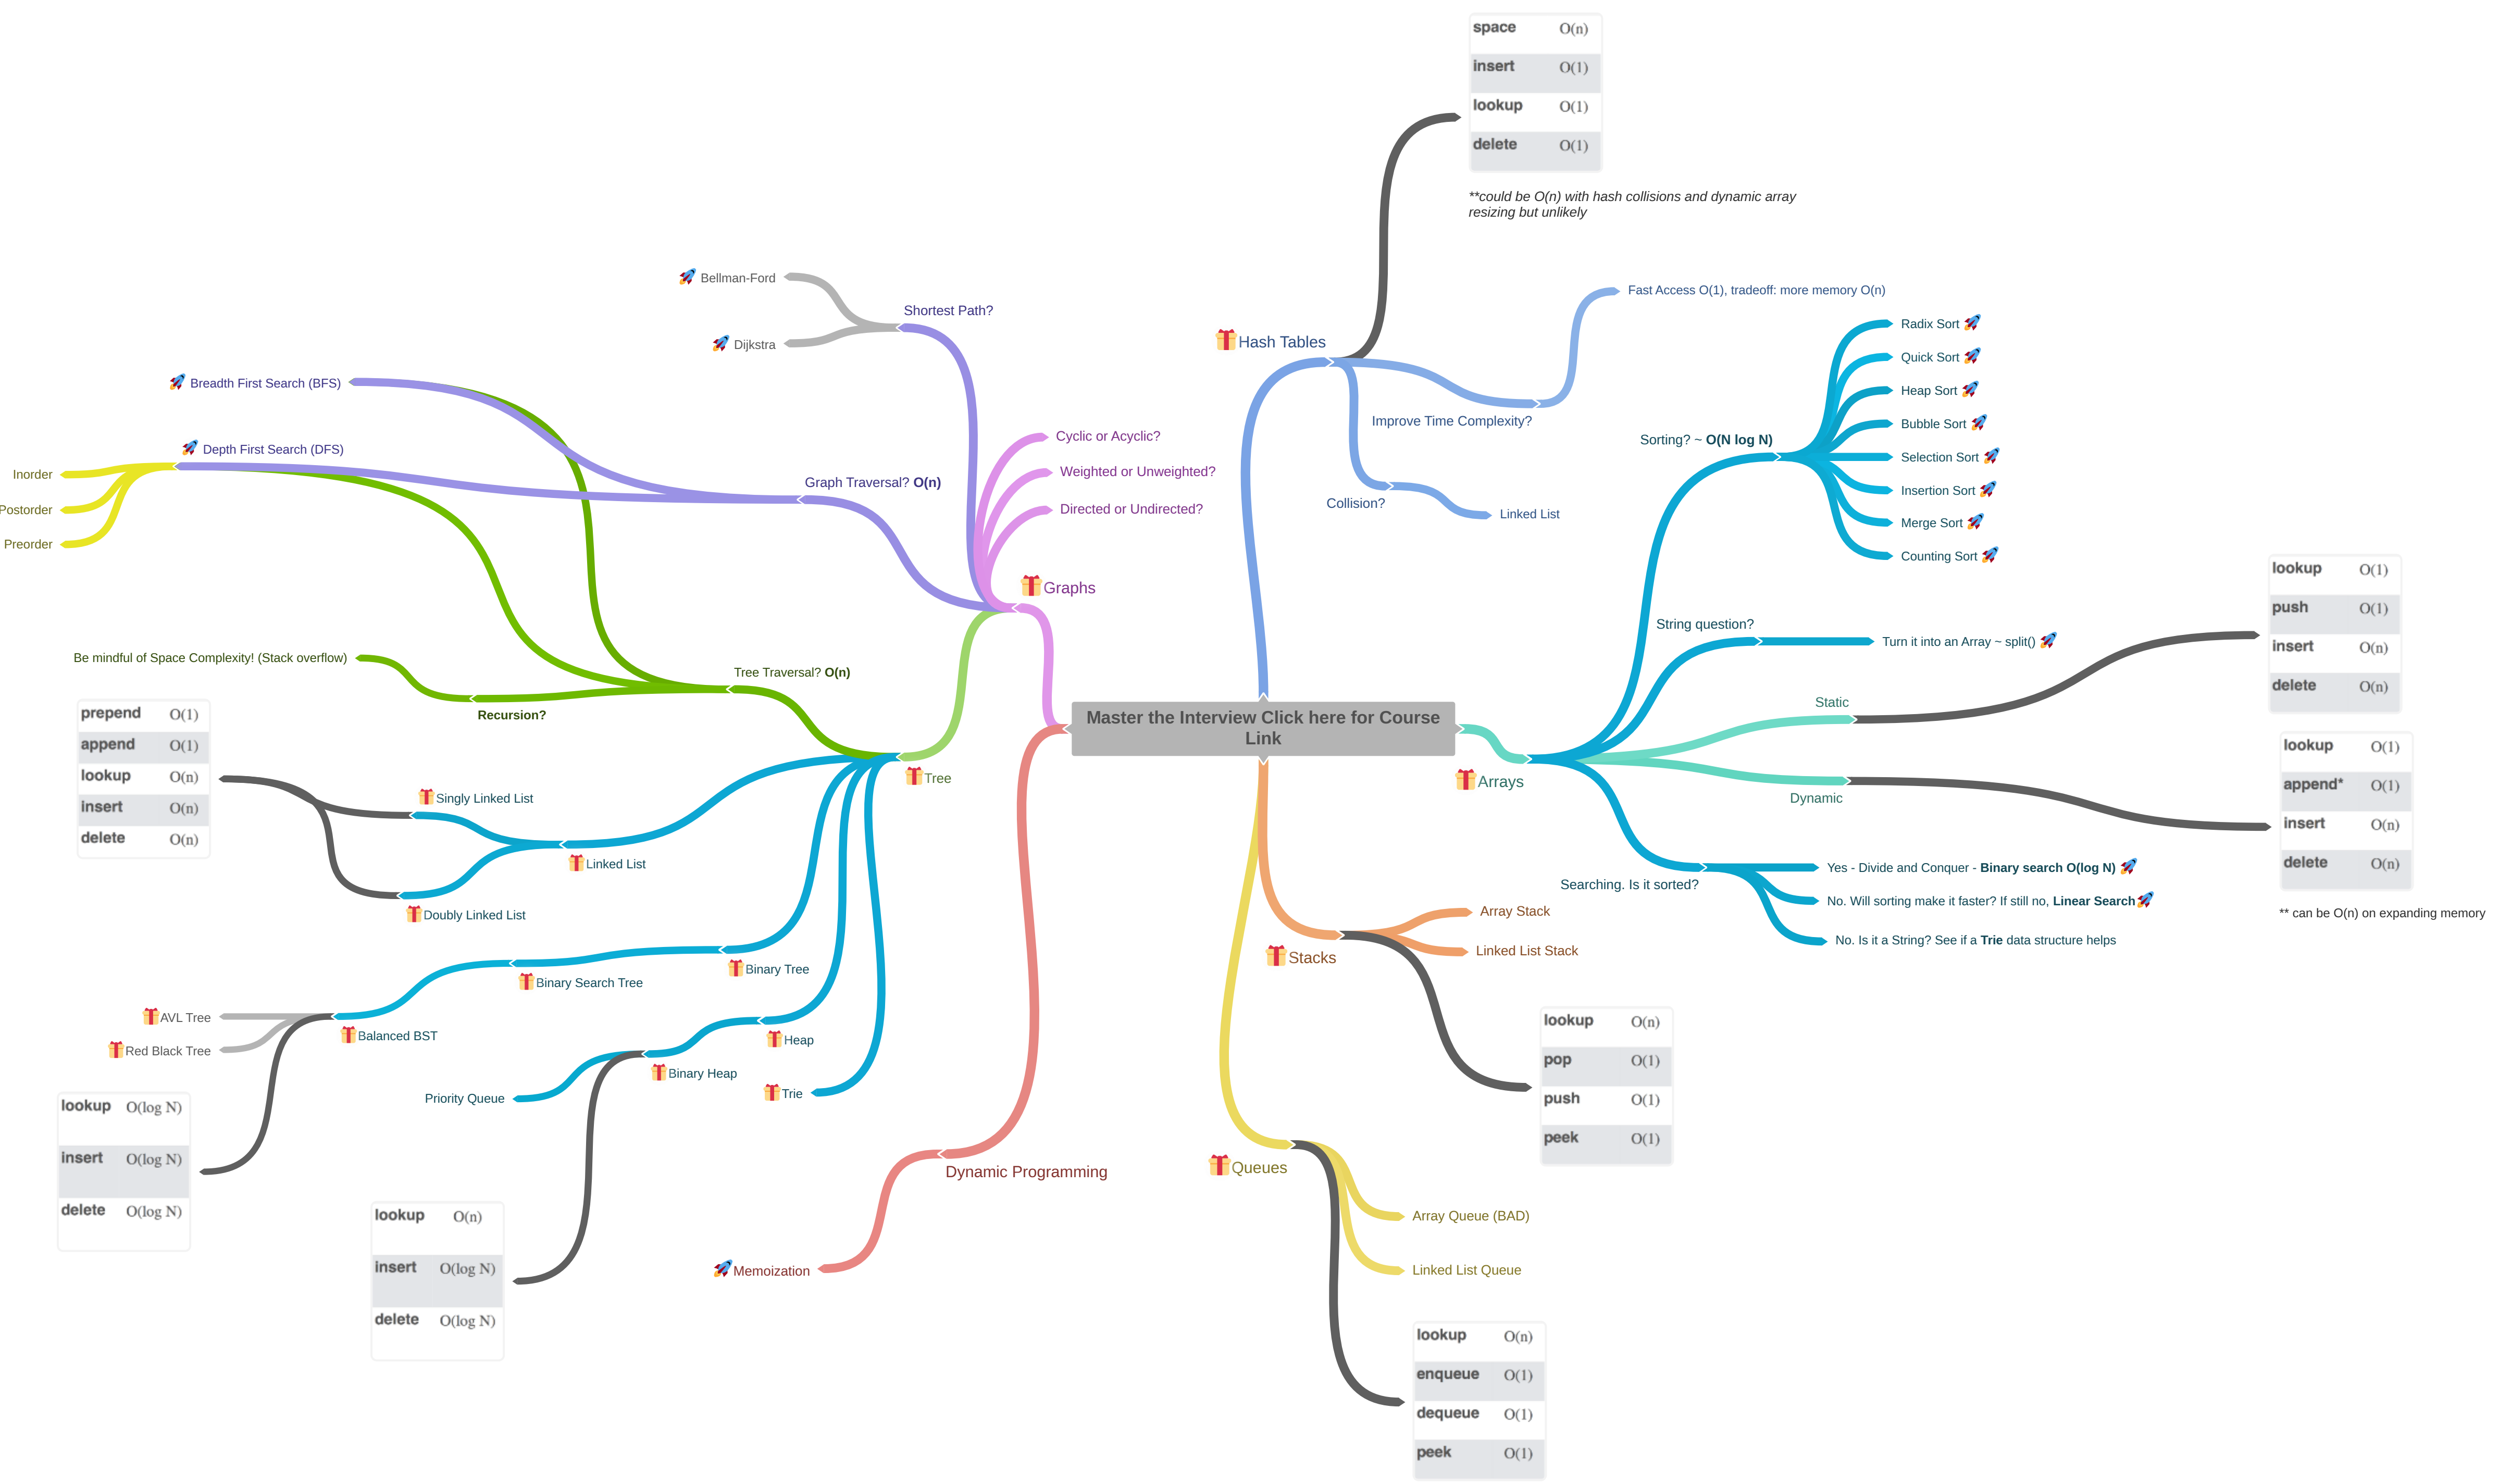 Master the Interview Click here for Course
Link
Hash Tables
space O(n)
insert O(1)
lookup O(1)
delete O(1)
**could be O(n) with hash collisions and dynamic array
resizing but unlikely
Improve Time Complexity?
Fast Access O(1), tradeoff: more memory O(n)
Collision?
Linked List
Arrays
Sorting? ~ O(N log N)
Radix Sort
Quick Sort
Heap Sort
Bubble Sort
Selection Sort
Insertion Sort
Merge Sort
Counting Sort
String question?
Turn it into an Array ~ split()
Static
lookup O(1)
push O(1)
insert O(n)
delete O(n)
Dynamic
lookup O(1)
append* O(1)
insert O(n)
delete O(n)
** can be O(n) on expanding memory
Searching. Is it sorted?
Yes - Divide and Conquer - Binary search O(log N)
No. Will sorting make it faster? If still no, Linear Search
No. Is it a String? See if a Trie data structure helps
Stacks
Array Stack
Linked List Stack
lookup O(n)
pop O(1)
push O(1)
peek O(1)
Queues
Array Queue (BAD)
Linked List Queue
lookup O(n)
enqueue O(1)
dequeue O(1)
peek O(1)
Graphs
Shortest Path?
Bellman-Ford
Dijkstra
Cyclic or Acyclic?
Weighted or Unweighted?
Directed or Undirected?
Graph Traversal? O(n)
Breadth First Search (BFS)
Depth First Search (DFS)
Inorder
Postorder
Preorder
Tree
Tree Traversal? O(n)
Recursion?
Be mindful of Space Complexity! (Stack overflow)
Linked List
Singly Linked List
Doubly Linked List
prepend O(1)
append O(1)
lookup O(n)
insert O(n)
delete O(n)
Binary Tree
Binary Search Tree
Balanced BST
AVL Tree
Red Black Tree
lookup O(log N)
insert O(log N)
delete O(log N)
Heap
Binary Heap
Priority Queue
lookup O(n)
insert O(log N)
delete O(log N)
Trie
Dynamic Programming
Memoization